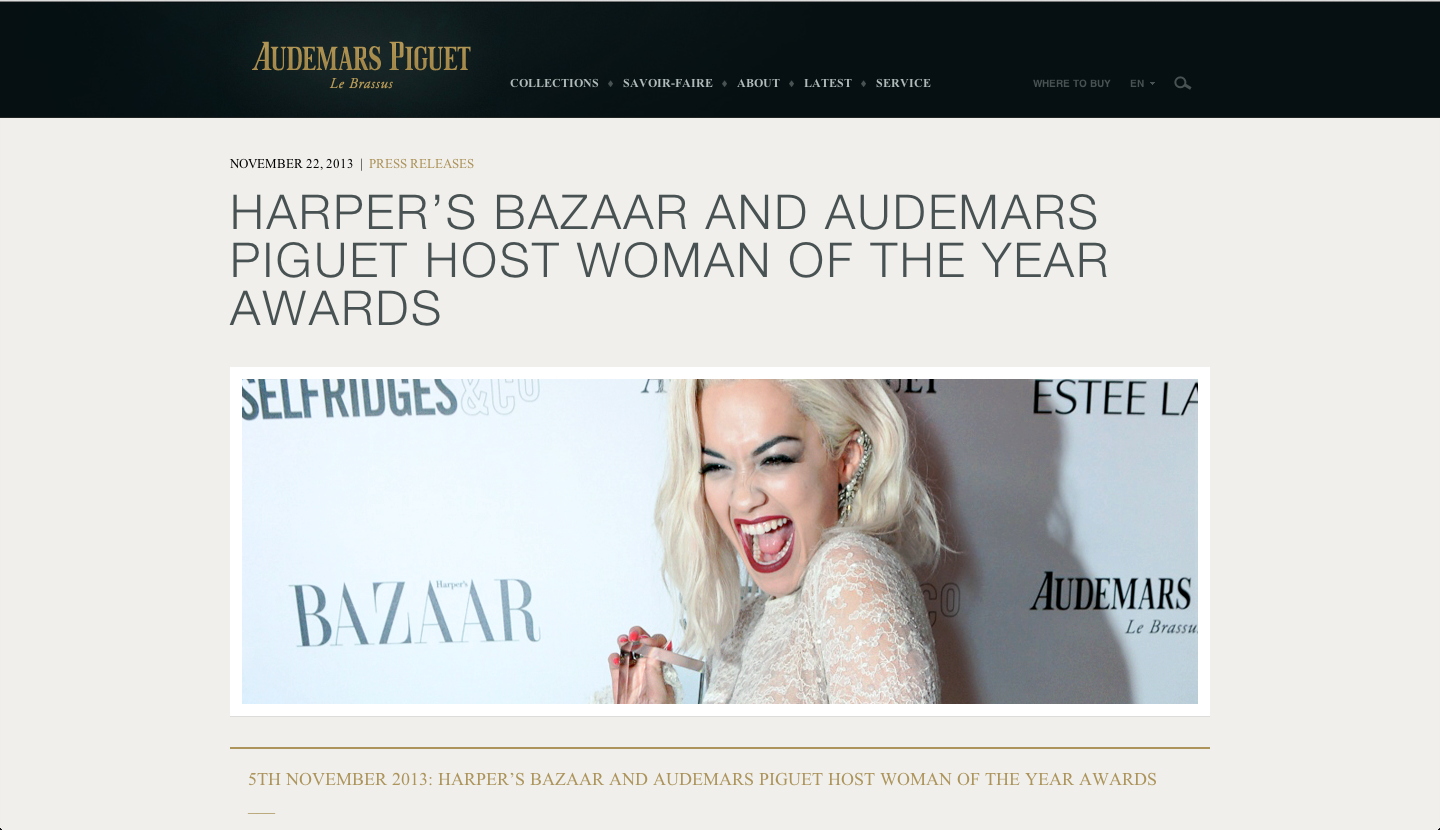 AUDEMARS PIGUET
Le Brassus
COLLECTIONS ♦ SAVOIR-FAIRE ♦ ABOUT ♦ LATEST ♦ SERVICE
WHERE TO BUY EN
NOVEMBER 22, 2013 | PRESS RELEASES
HARPER’S BAZAAR AND AUDEMARS
PIGUET HOST WOMAN OF THE YEAR
AWARDS
SELFRIDGES&CO
ESTEE LA
Harper's
BAZAAR
CO
AUDEMARS
Le Brassu
5TH NOVEMBER 2013: HARPER’S BAZAAR AND AUDEMARS PIGUET HOST WOMAN OF THE YEAR AWARDS